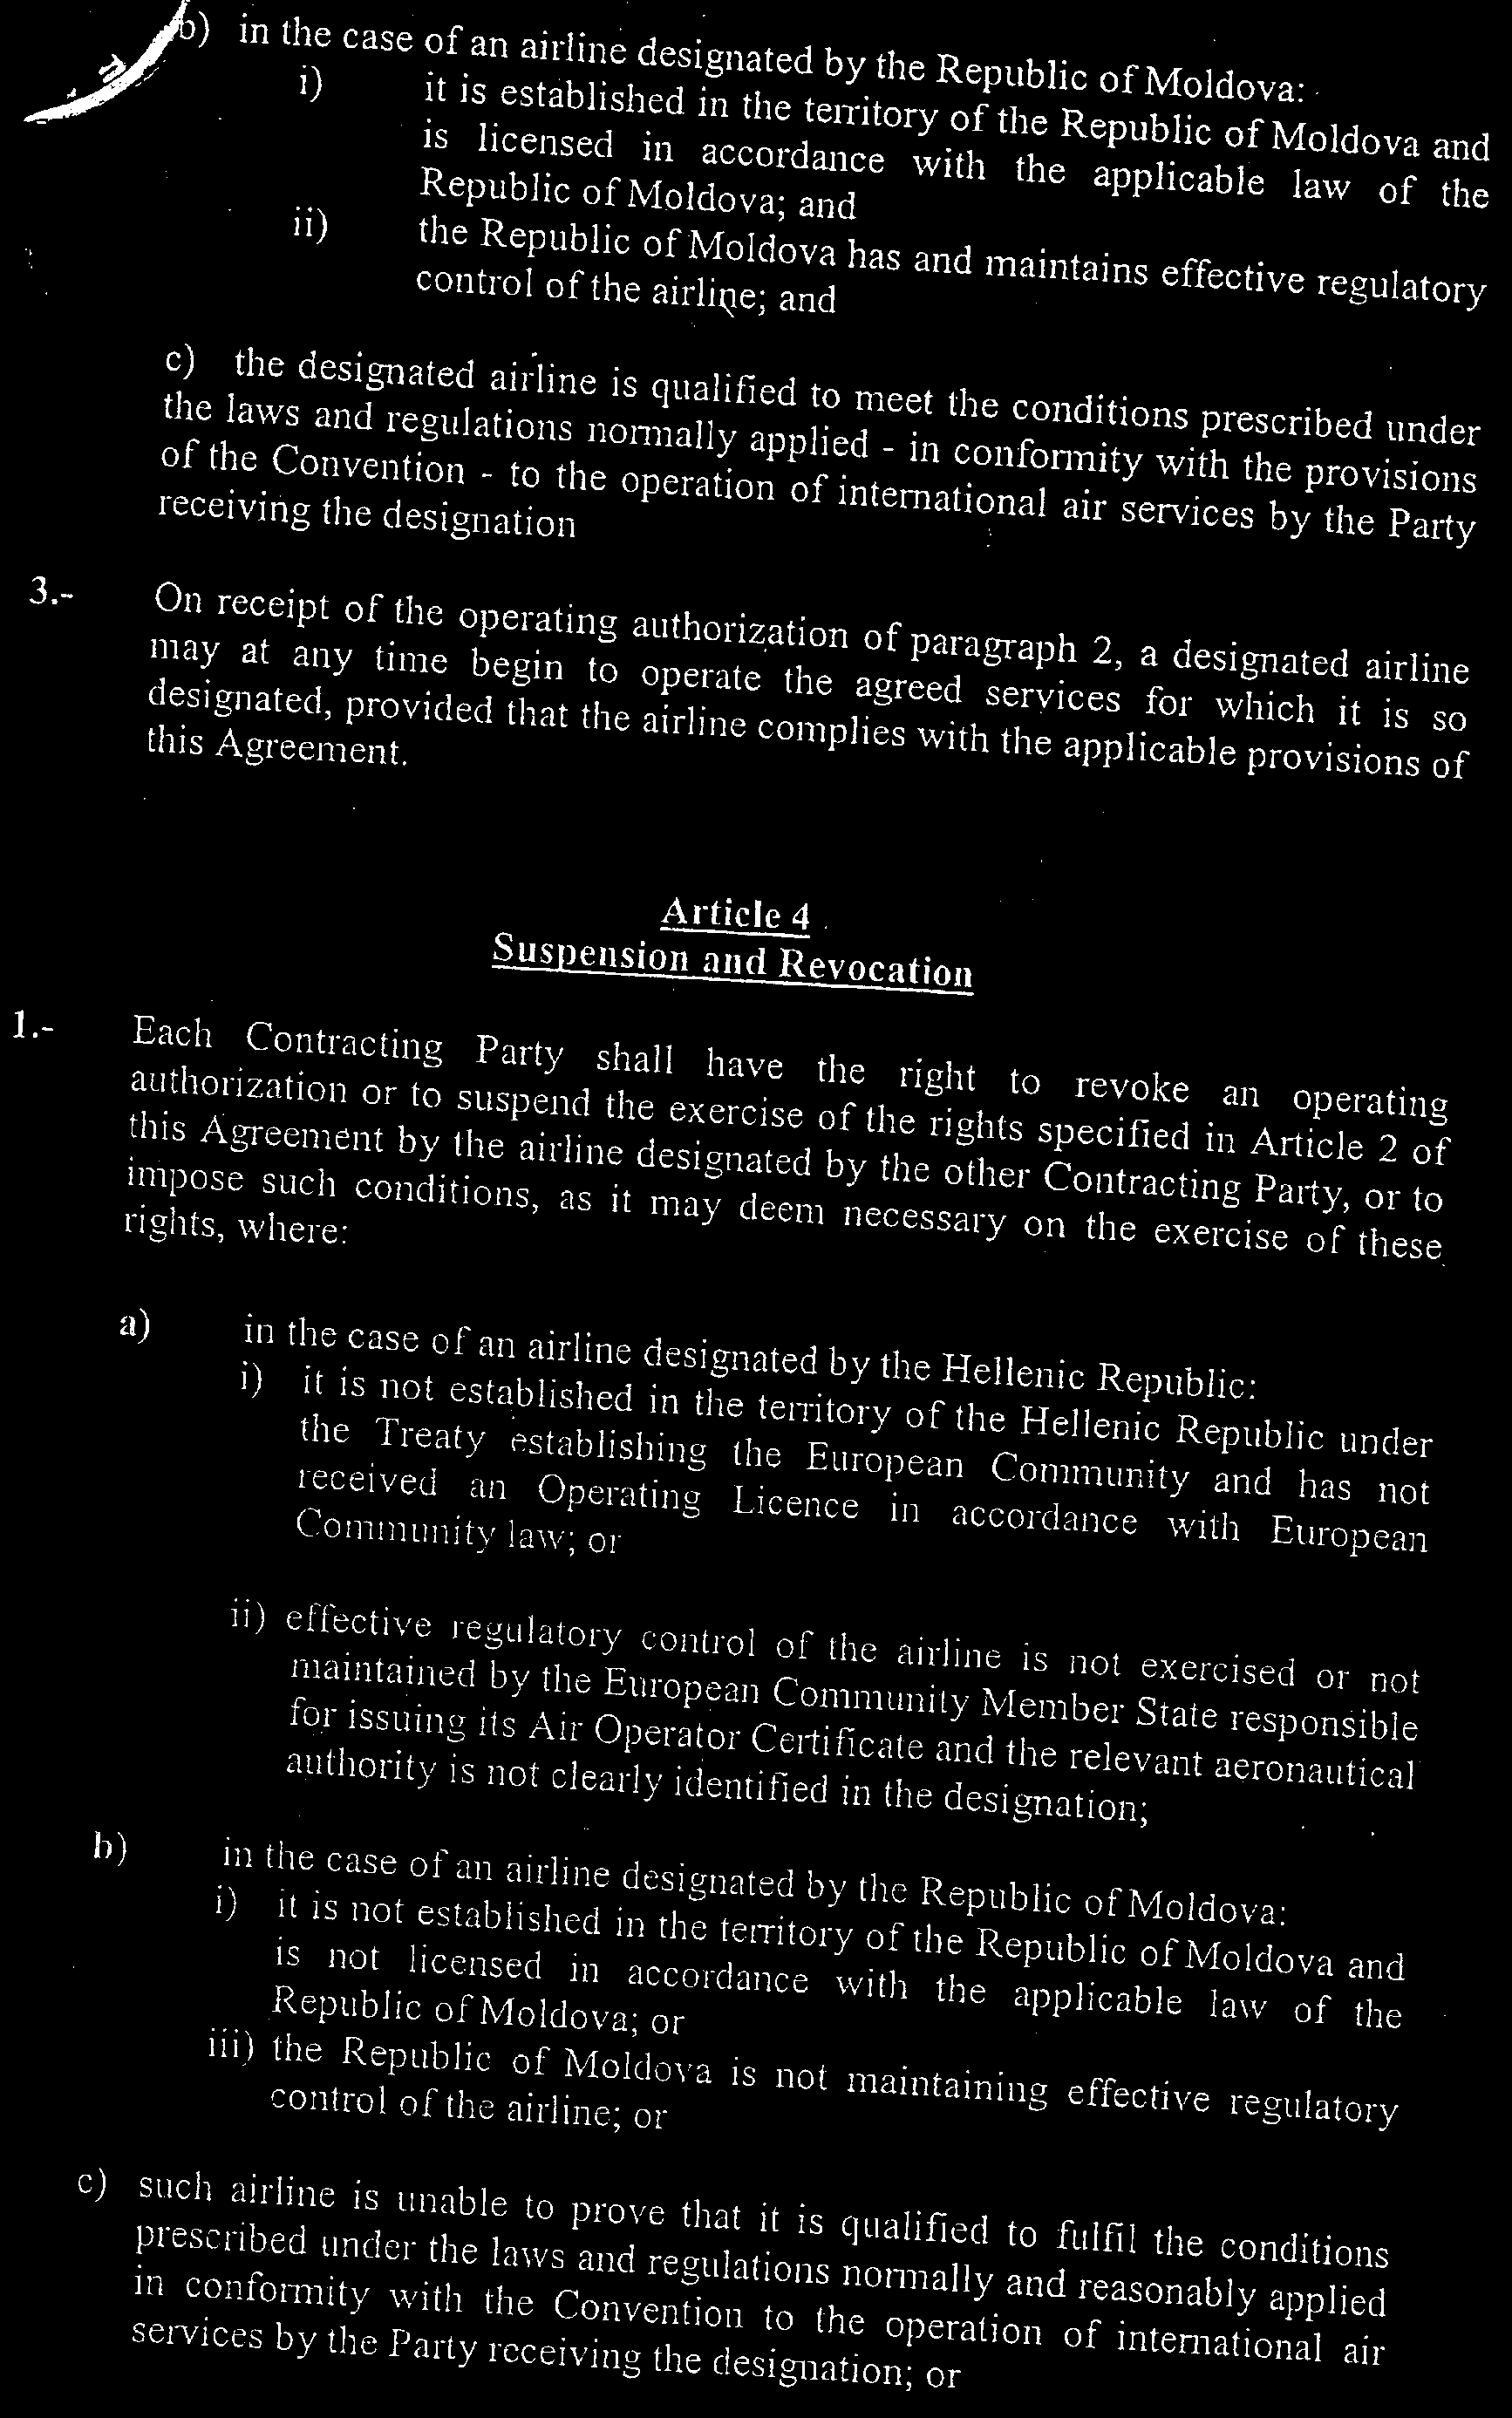 b) in the case of an airline designated by the Republic of Moldova:
i) it is established in the territory of the Republic of Moldova and
is licensed in accordance with the applicable law of the
Republic of Moldova; and
ii) the Republic of Moldova has and maintains effective regulatory
control of the airline; and
c) the designated airline is qualified to meet the conditions prescribed under
the laws and regulations normally applied - in conformity with the provisions
of the Convention - to the operation of international air services by the Party
receiving the designation
3.- On receipt of the operating authorization of paragraph 2, a designated airline
may at any time begin to operate the agreed services for which it is so
designated, provided that the airline complies with the applicable provisions of
this Agreement.
Article 4
Suspension and Revocation
1.- Each Contracting Party shall have the right to revoke an operating
authorization or to suspend the exercise of the rights specified in Article 2 of
this Agreement by the airline designated by the other Contracting Party, or to
impose such conditions, as it may deem necessary on the exercise of these
rights, where:
a) in the case of an airline designated by the Hellenic Republic:
i) it is not established in the territory of the Hellenic Republic under
the Treaty establishing the European Community and has not
received an Operating Licence in accordance with European
Community law; or
ii) effective regulatory control of the airline is not exercised or not
maintained by the European Community Member State responsible
for issuing its Air Operator Certificate and the relevant aeronautical
authority is not clearly identified in the designation;
b) in the case of an airline designated by the Republic of Moldova:
i) it is not established in the territory of the Republic of Moldova and
is not licensed in accordance with the applicable law of the
Republic of Moldova; or
iii) the Republic of Moldova is not maintaining effective regulatory
control of the airline; or
c) such airline is unable to prove that it is qualified to fulfil the conditions
prescribed under the laws and regulations normally and reasonably applied
in conformity with the Convention to the operation of international air
services by the Party receiving the designation; or